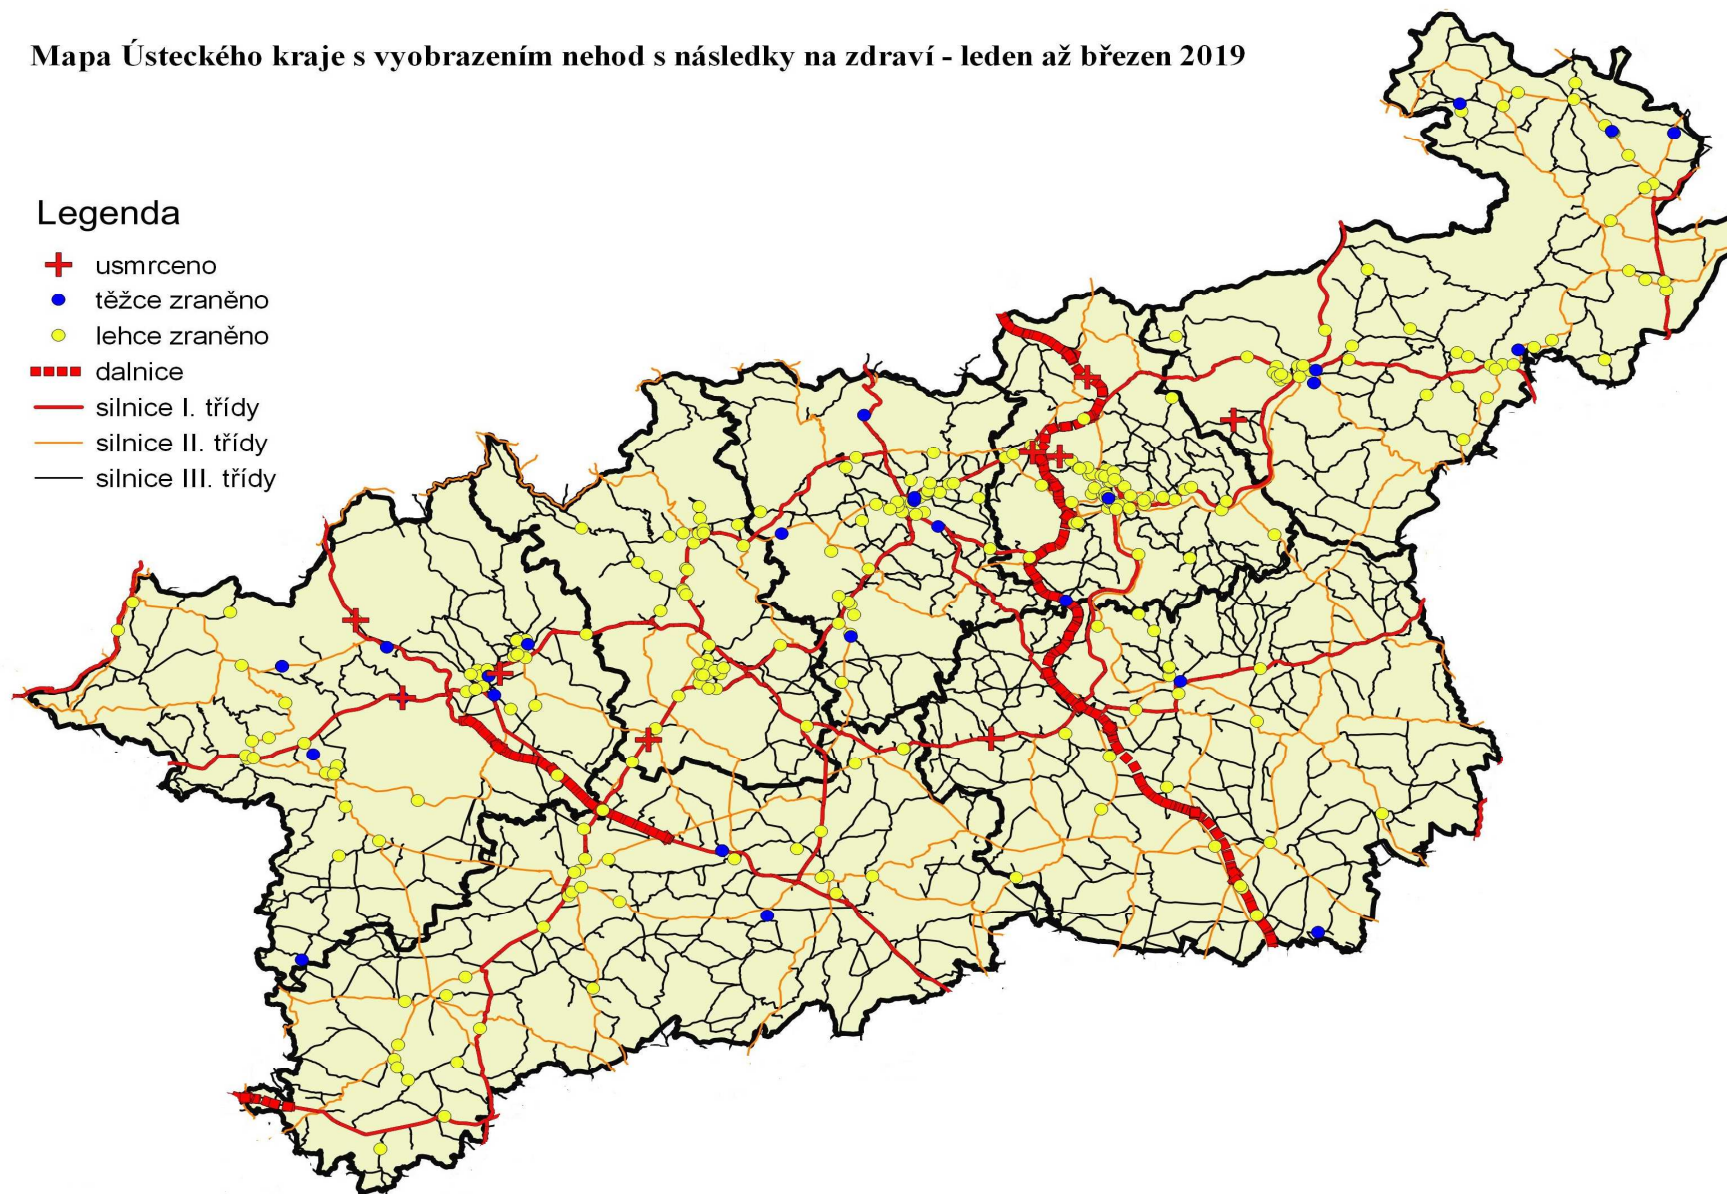 Mapa Ústeckého kraje s vyobrazením nehod s následky na zdraví - leden až březen 2019
Legenda
usmrceno
těžce zraněno
lehce zraněno
dalnice
silnice I. třídy
silnice II. třídy
silnice III. třídy